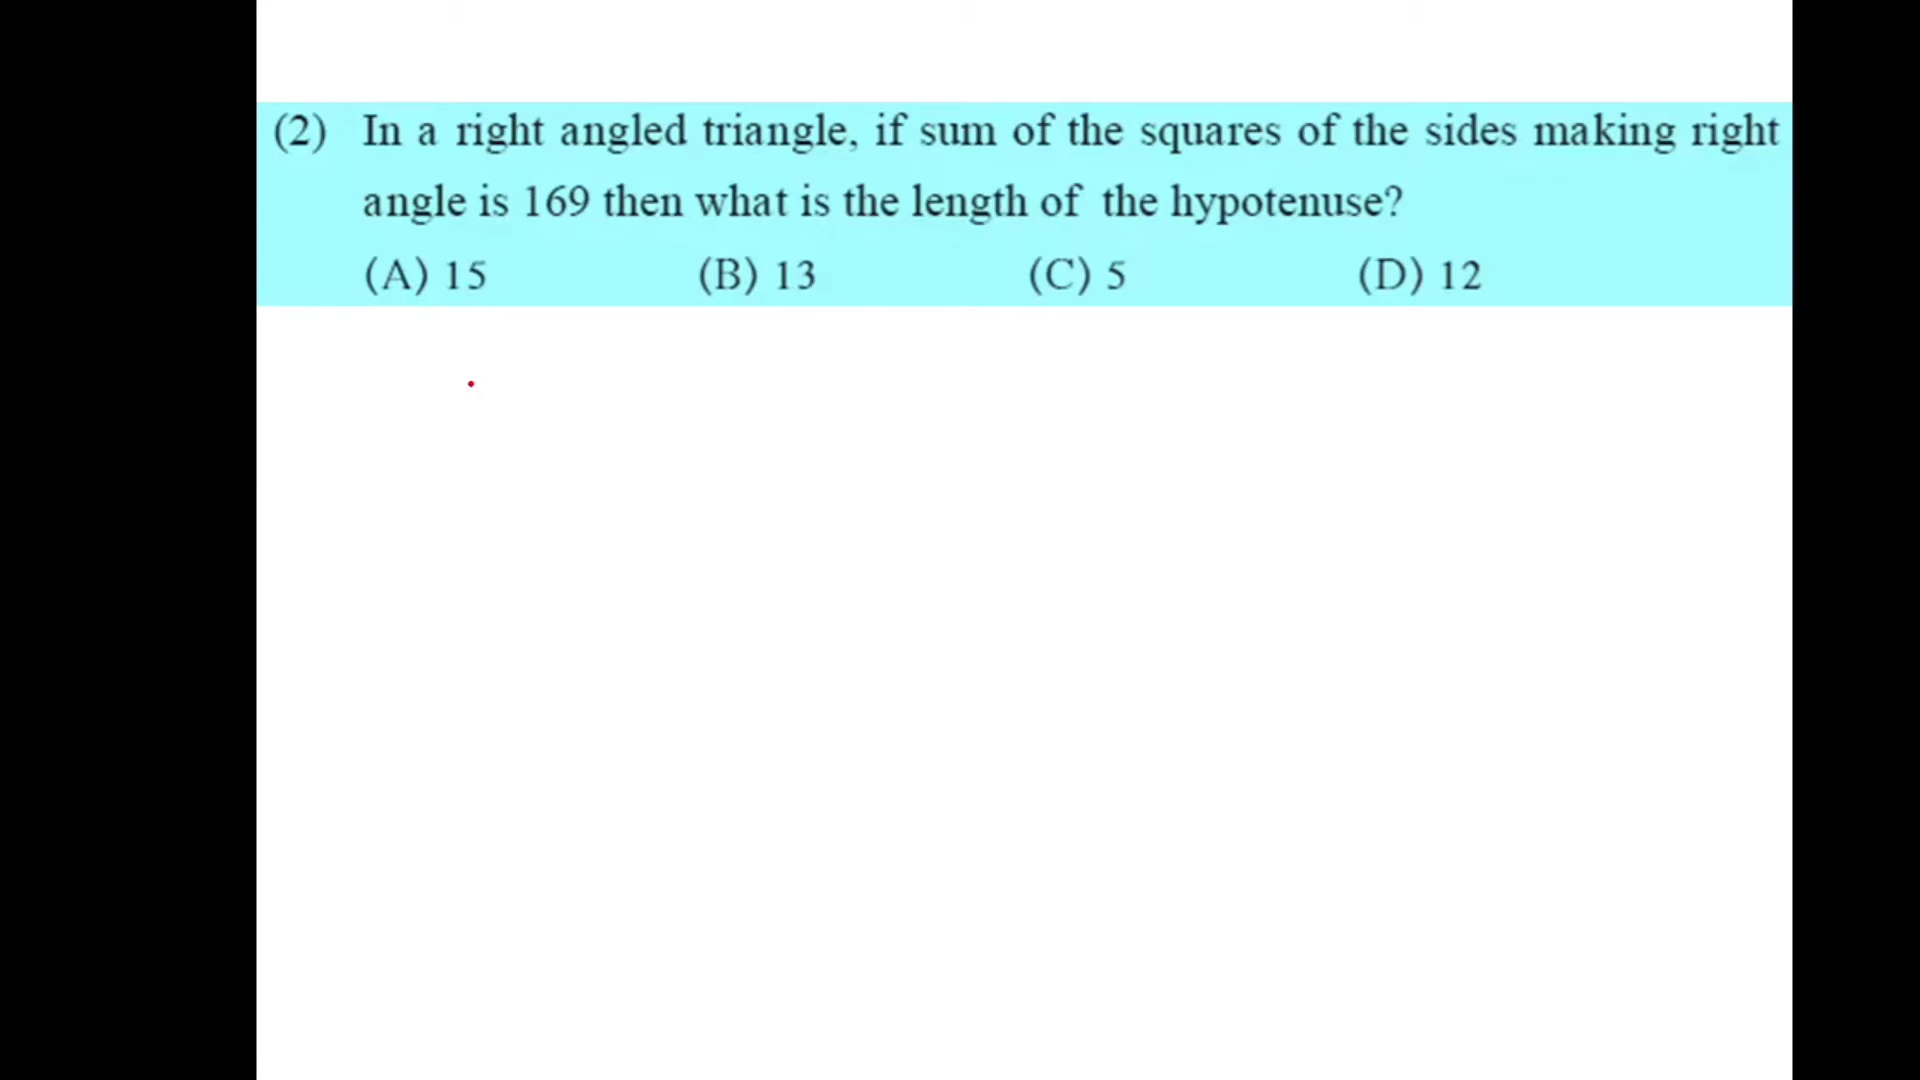 (2) In a right angled triangle, if sum of the squares of the sides making right
angle is 169 then what is the length of the hypotenuse?
(A) 15 (B) 13 (C) 5 (D) 12